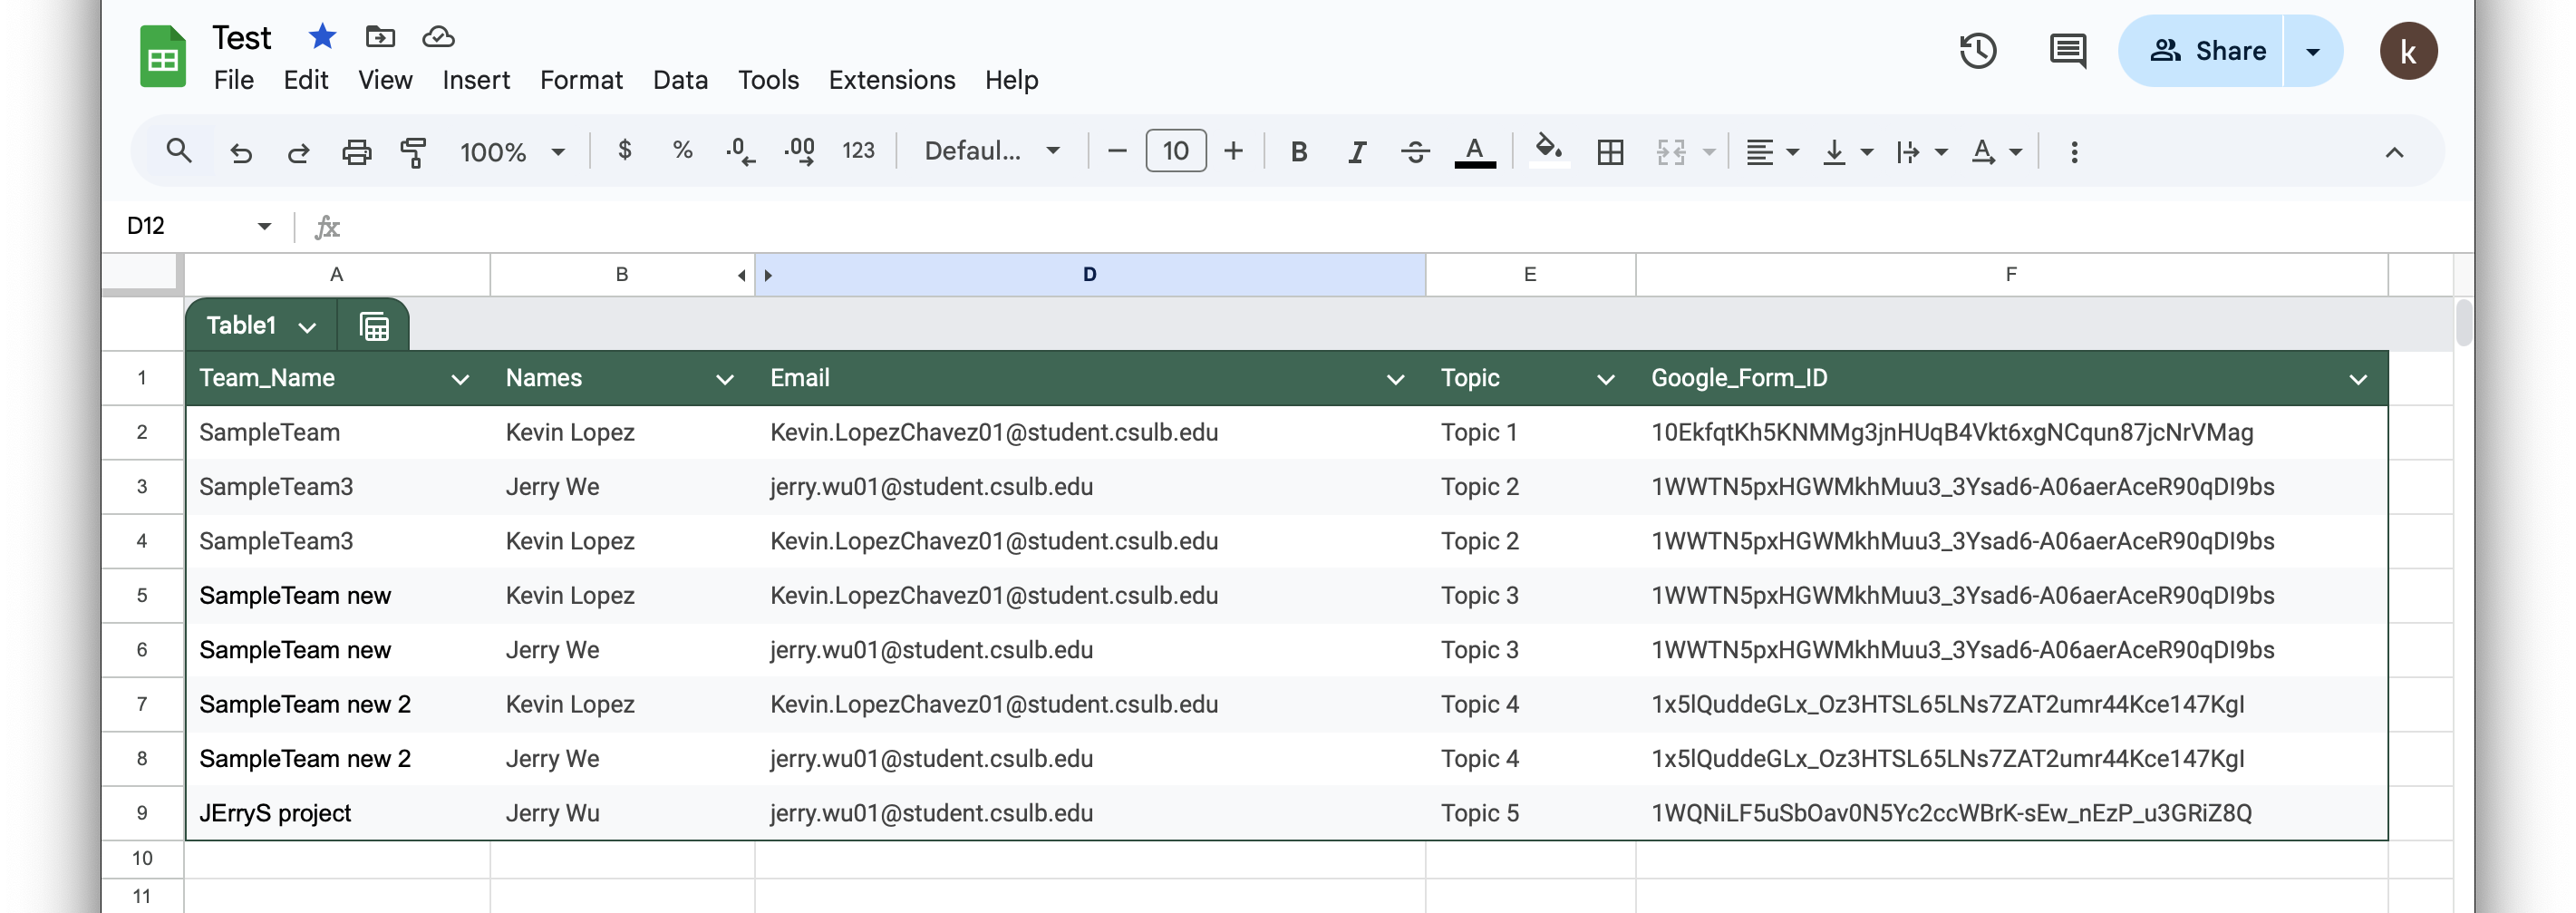 Test
File Edit View Insert Format Data Tools Extensions Help
Share
k
100% $ % .0 .00 123 Defaul... 10 B I A A
D12 fx
A B D E F
Table1
1 Team_Name Names Email Topic Google_Form_ID
2 SampleTeam Kevin Lopez Kevin.LopezChavez01@student.csulb.edu Topic 1 10EkfqtKh5KNMMg3jnHUqB4Vkt6xgNCqun87jcNrVMag
3 SampleTeam3 Jerry We jerry.wu01@student.csulb.edu Topic 2 1WWTN5pxHGWMkhMuu3_3Ysad6-A06aerAceR90qDI9bs
4 SampleTeam3 Kevin Lopez Kevin.LopezChavez01@student.csulb.edu Topic 2 1WWTN5pxHGWMkhMuu3_3Ysad6-A06aerAceR90qDI9bs
5 SampleTeam new Kevin Lopez Kevin.LopezChavez01@student.csulb.edu Topic 3 1WWTN5pxHGWMkhMuu3_3Ysad6-A06aerAceR90qDI9bs
6 SampleTeam new Jerry We jerry.wu01@student.csulb.edu Topic 3 1WWTN5pxHGWMkhMuu3_3Ysad6-A06aerAceR90qDI9bs
7 SampleTeam new 2 Kevin Lopez Kevin.LopezChavez01@student.csulb.edu Topic 4 1x5lQuddeGLx_Oz3HTSL65LNs7ZAT2umr44Kce147KgI
8 SampleTeam new 2 Jerry We jerry.wu01@student.csulb.edu Topic 4 1x5lQuddeGLx_Oz3HTSL65LNs7ZAT2umr44Kce147KgI
9 JErryS project Jerry Wu jerry.wu01@student.csulb.edu Topic 5 1WQNiLF5uSbOav0N5Yc2ccWBrK-sEw_nEzP_u3GRiZ8Q
10
11